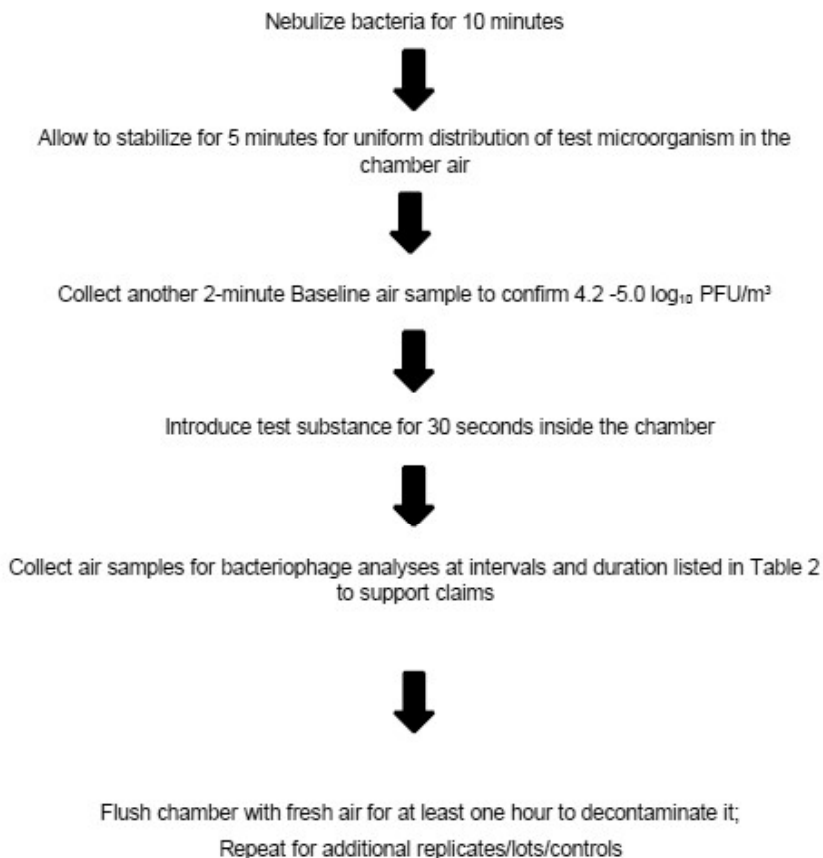 Nebulize bacteria for 10 minutes
Allow to stabilize for 5 minutes for uniform distribution of test microorganism in the
chamber air
Collect another 2-minute Baseline air sample to confirm 4.2 -5.0 log₁₀ PFU/m³
Introduce test substance for 30 seconds inside the chamber
Collect air samples for bacteriophage analyses at intervals and duration listed in Table 2
to support claims
Flush chamber with fresh air for at least one hour to decontaminate it;
Repeat for additional replicates/lots/controls